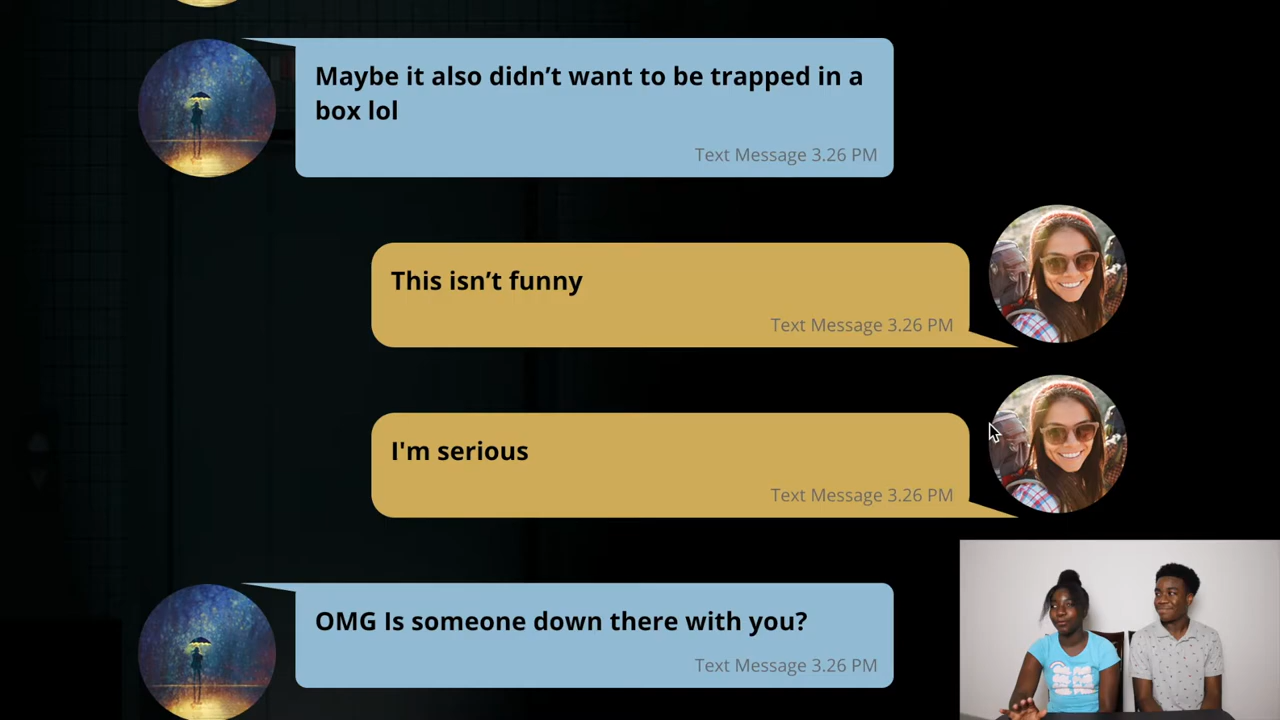 Maybe it also didn’t want to be trapped in a
box lol
Text Message 3.26 PM
This isn’t funny
Text Message 3.26 PM
I'm serious
Text Message 3.26 PM
OMG Is someone down there with you?
Text Message 3.26 PM